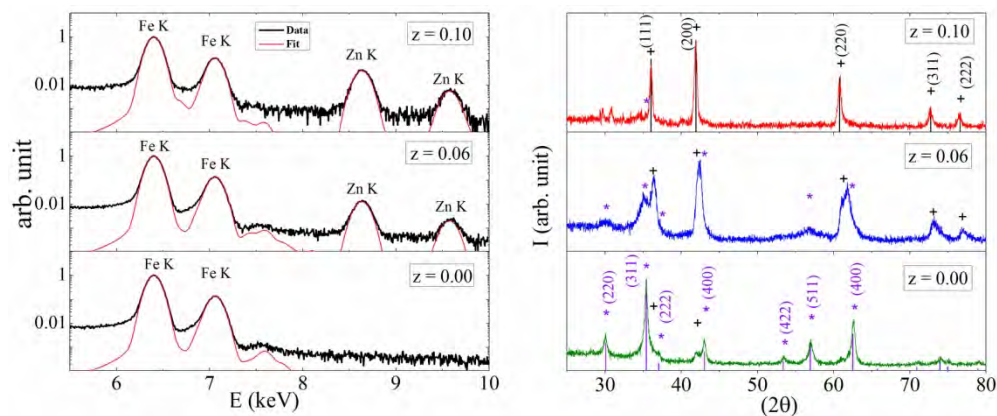 Fe K
Fe K
Data
Fit
z = 0.10
1
Zn K
Zn K
0.01
Fe K
Fe K
z = 0.06
1
Zn K
Zn K
0.01
Fe K
Fe K
z = 0.00
1
0.01
arb. unit
6 7 8 9 10
E (keV)
+ (111)
(200) +
+ (220)
+ (311)
+ (222)
z = 0.10
*
z = 0.06
* * + * + * * + * + +
z = 0.00
* (220)
(311) *
+
* (222)
+
* (400)
* (422)
* (511)
* (400)
I (arb. unit)
30 40 50 60 70 80
(2θ)